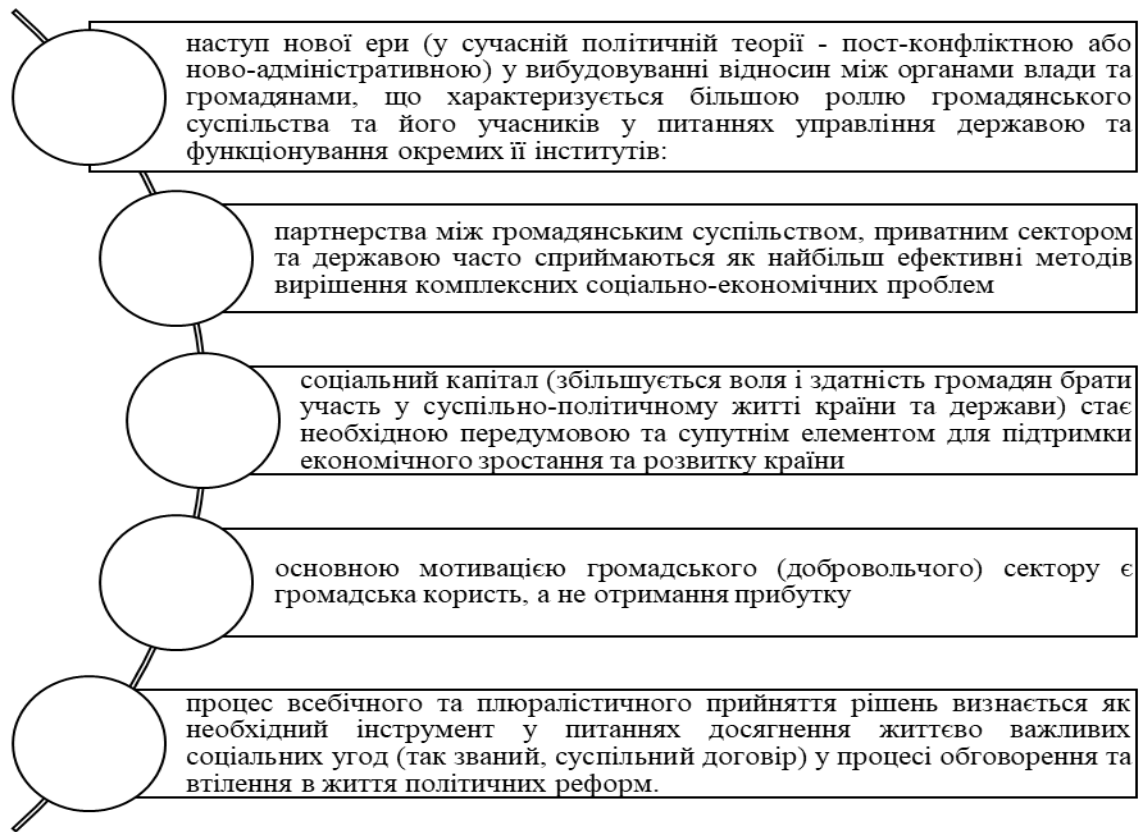 наступ нової ери (у сучасній політичній теорії - пост-конфліктною або
ново-адміністративною) у вибудовуванні відносин між органами влади та
громадянами, що характеризується більшою роллю громадянського
суспільства та його учасників у питаннях управління державою та
функціонування окремих її інститутів:
партнерства між громадянським суспільством, приватним сектором
та державою часто сприймаються як найбільш ефективні методів
вирішення комплексних соціально-економічних проблем
соціальний капітал (збільшується воля і здатність громадян брати
участь у суспільно-політичному житті країни та держави) стає
необхідною передумовою та супутнім елементом для підтримки
економічного зростання та розвитку країни
основною мотивацією громадського (добровольчого) сектору є
громадська користь, а не отримання прибутку
процес всебічного та плюралістичного прийняття рішень визнається як
необхідний інструмент у питаннях досягнення життєво важливих
соціальних угод (так званий, суспільний договір) у процесі обговорення та
втілення в життя політичних реформ.